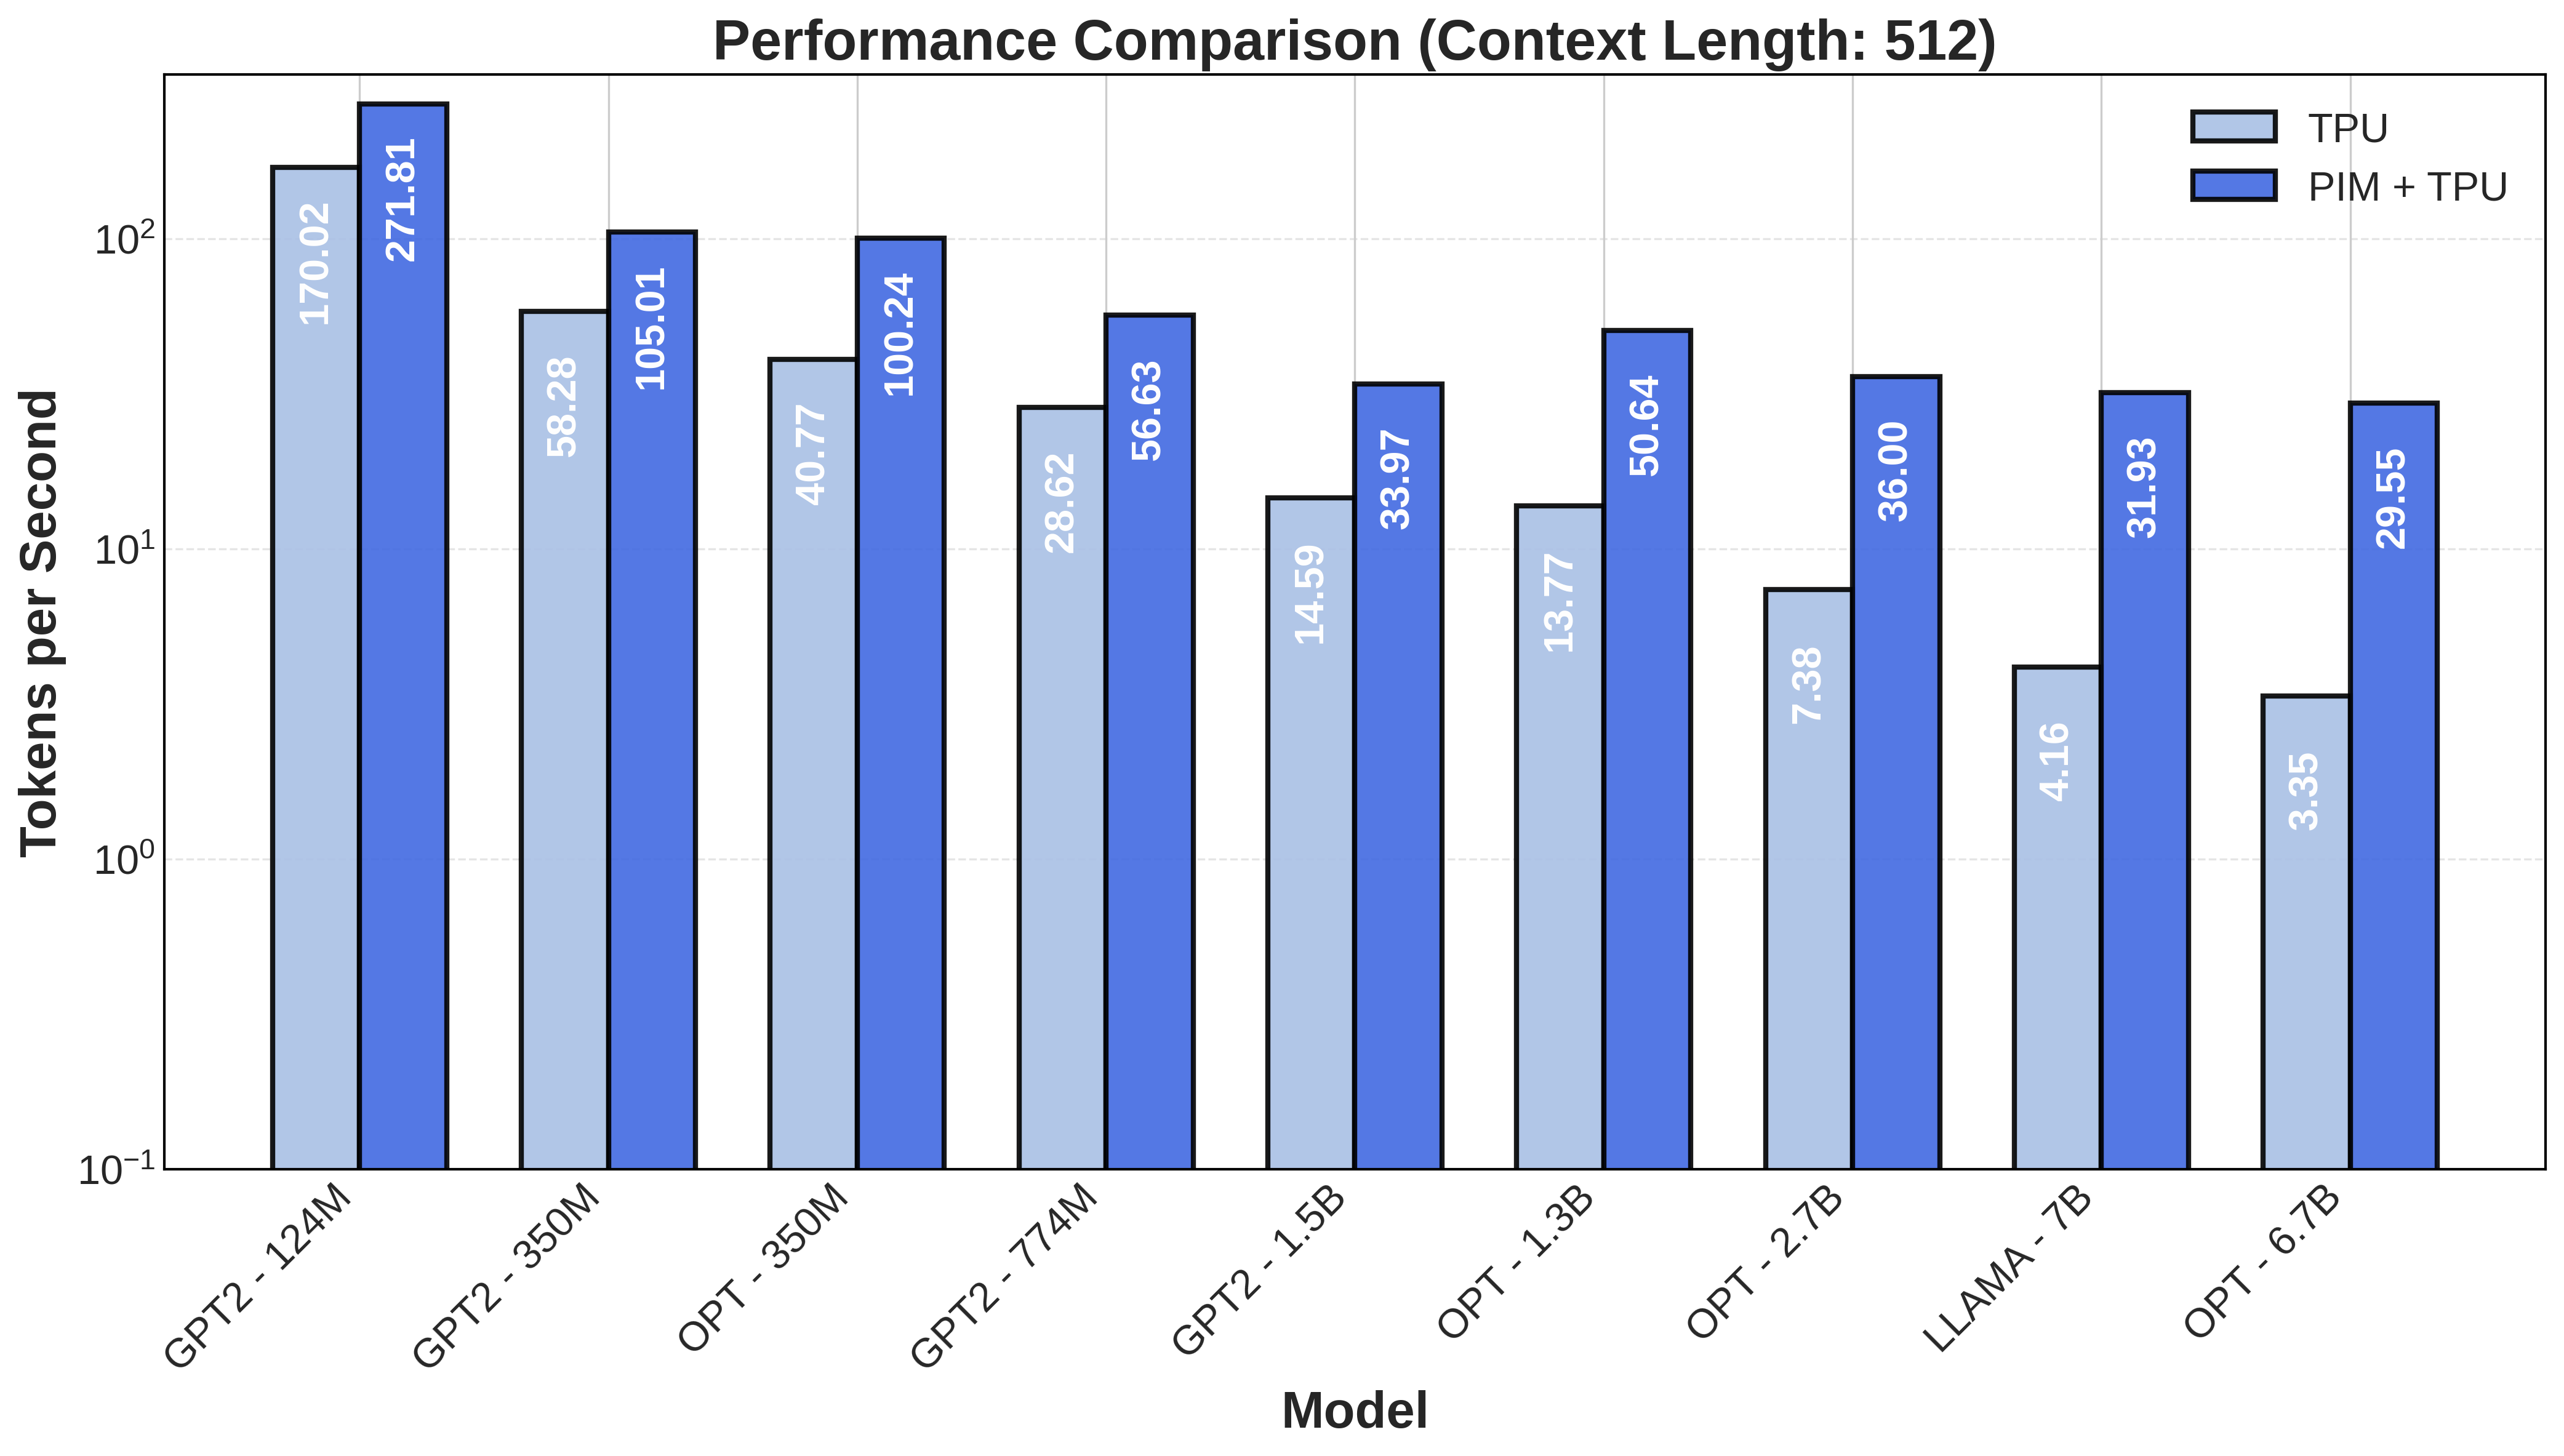 Performance Comparison (Context Length: 512)
TPU
PIM + TPU
Tokens per Second
10²
10¹
10⁰
10⁻¹
170.02
271.81
58.28
105.01
40.77
100.24
28.62
56.63
14.59
33.97
13.77
50.64
7.38
36.00
4.16
31.93
3.35
29.55
GPT2 - 124M
GPT2 - 350M
OPT - 350M
GPT2 - 774M
GPT2 - 1.5B
OPT - 1.3B
OPT - 2.7B
LLAMA - 7B
OPT - 6.7B
Model